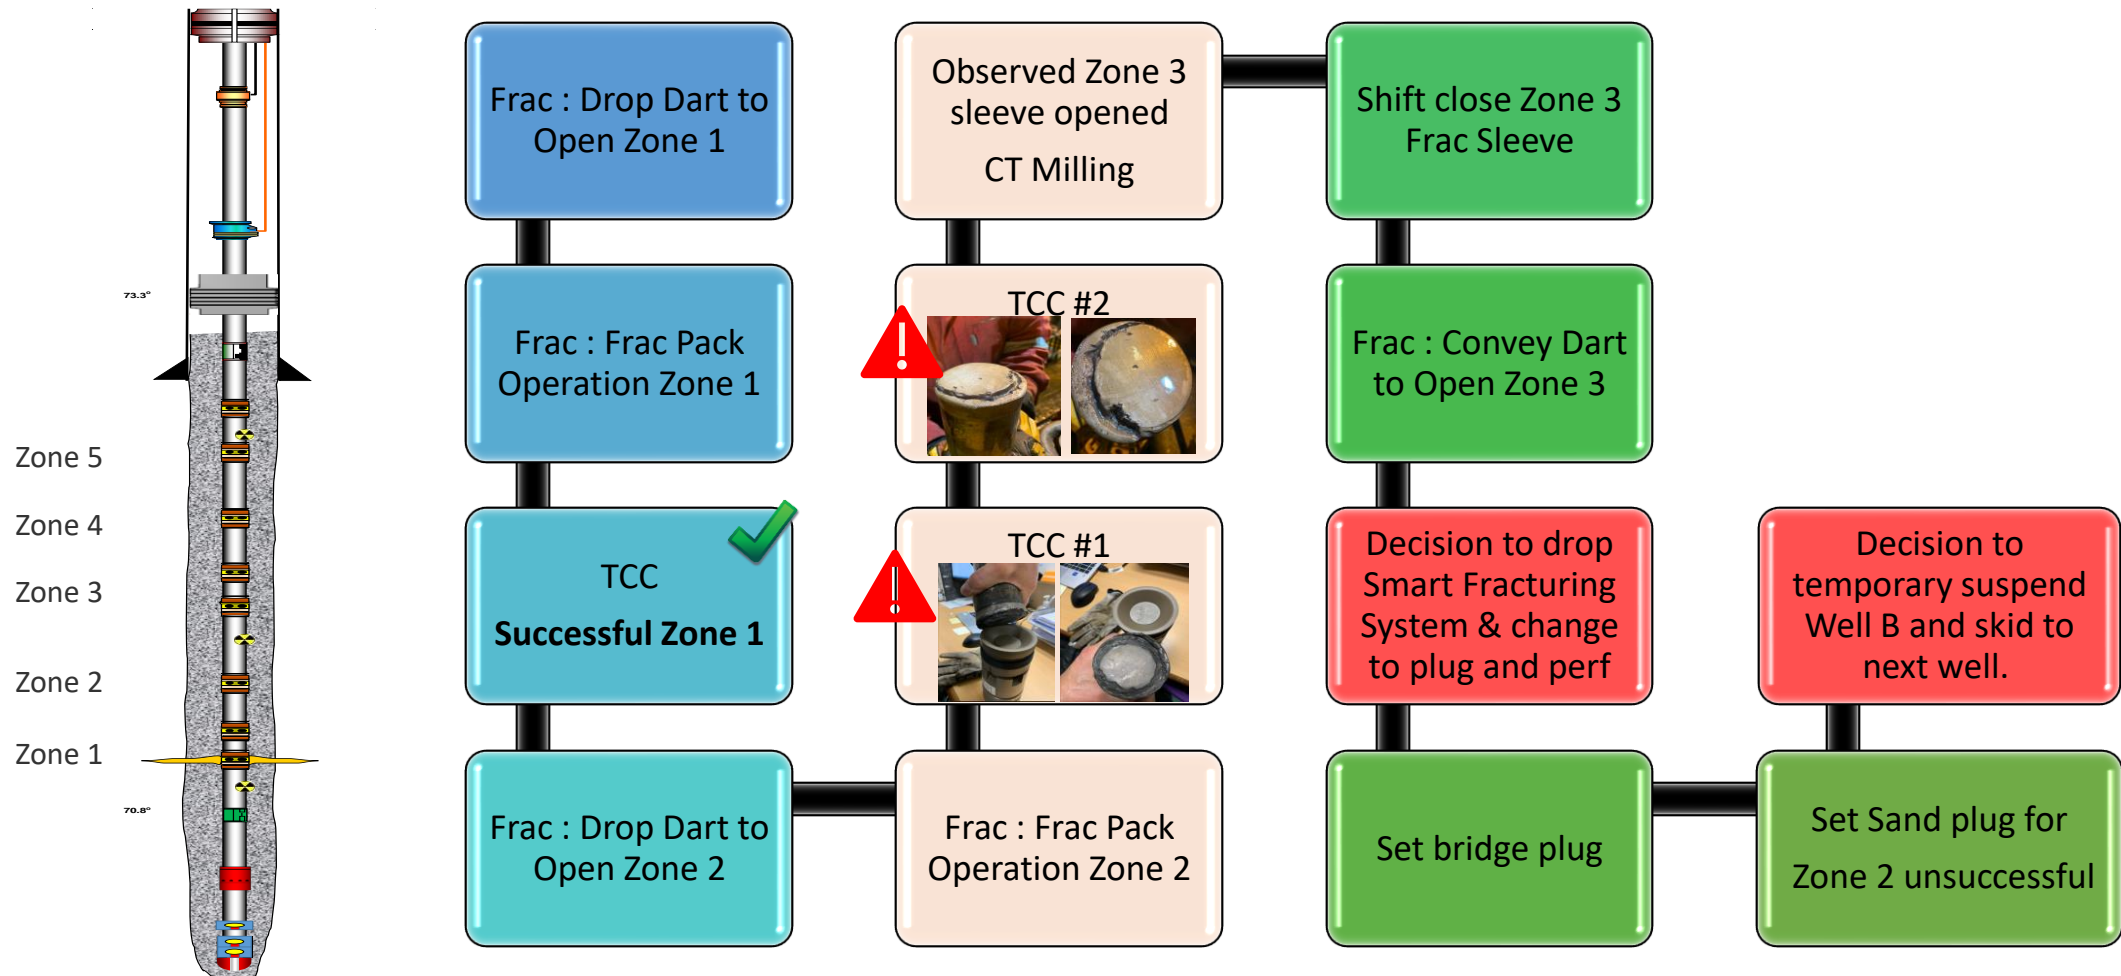 73.3°
Zone 5
Zone 4
Zone 3
Zone 2
Zone 1
70.8°
Frac : Drop Dart to
Open Zone 1
Frac : Frac Pack
Operation Zone 1
TCC
Successful Zone 1
Frac : Drop Dart to
Open Zone 2
Frac : Frac Pack
Operation Zone 2
TCC #1
TCC #2
Observed Zone 3
sleeve opened
CT Milling
Shift close Zone 3
Frac Sleeve
Frac : Convey Dart
to Open Zone 3
Decision to drop
Smart Fracturing
System & change
to plug and perf
Set bridge plug
Set Sand plug for
Zone 2 unsuccessful
Decision to
temporary suspend
Well B and skid to
next well.